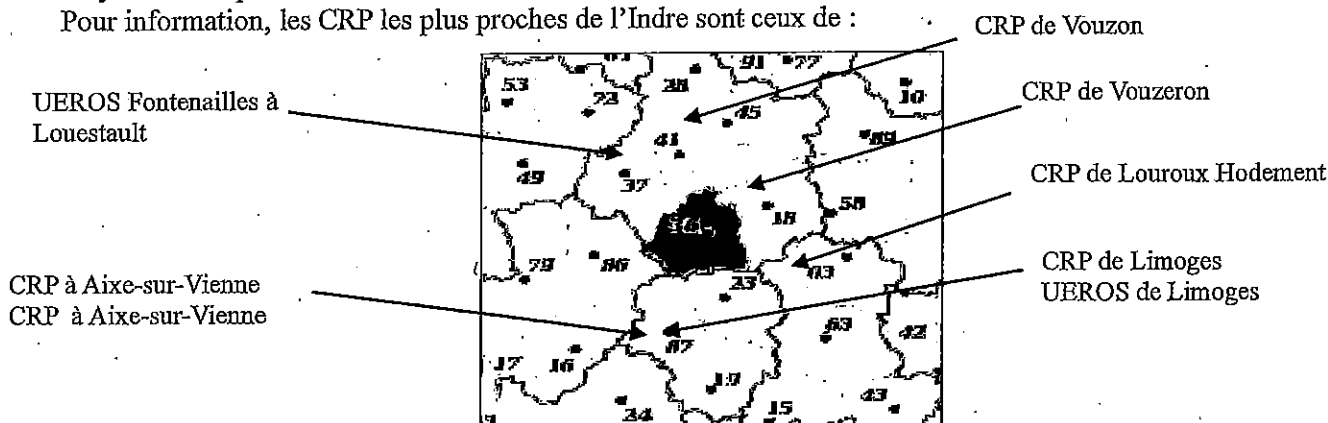 Pour information, les CRP les plus proches de l'Indre sont ceux de :
CRP de Vouzon
UEROS Fontenailles à
Louestault
CRP de Vouzeron
CRP de Louroux Hodement
CRP à Aixe-sur-Vienne
CRP à Aixe-sur-Vienne
CRP de Limoges
UEROS de Limoges
91 77
53 28 10
72 45
41 89
49 37
18 58
79 86 03
23
63 42
87
17 16
19
24 15 43